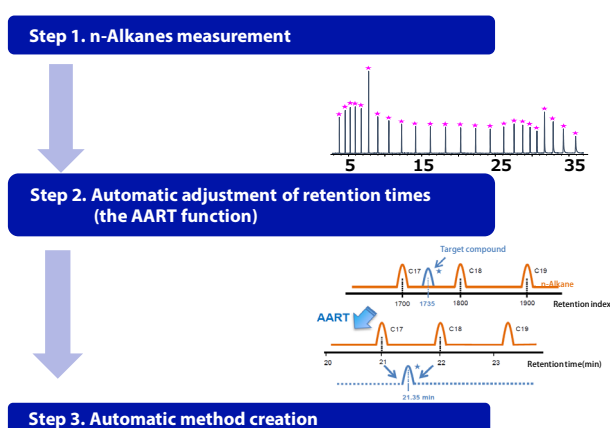 Step 1. n-Alkanes measurement
5 15 25 35
Step 2. Automatic adjustment of retention times
(the AART function)
Target compound
C17 C18 C19
n-Alkane
1700 1735 1800 1900 Retention index
AART
C17 C18 C19
20 21 22 23 Retention time(min)
21.35 min
Step 3. Automatic method creation